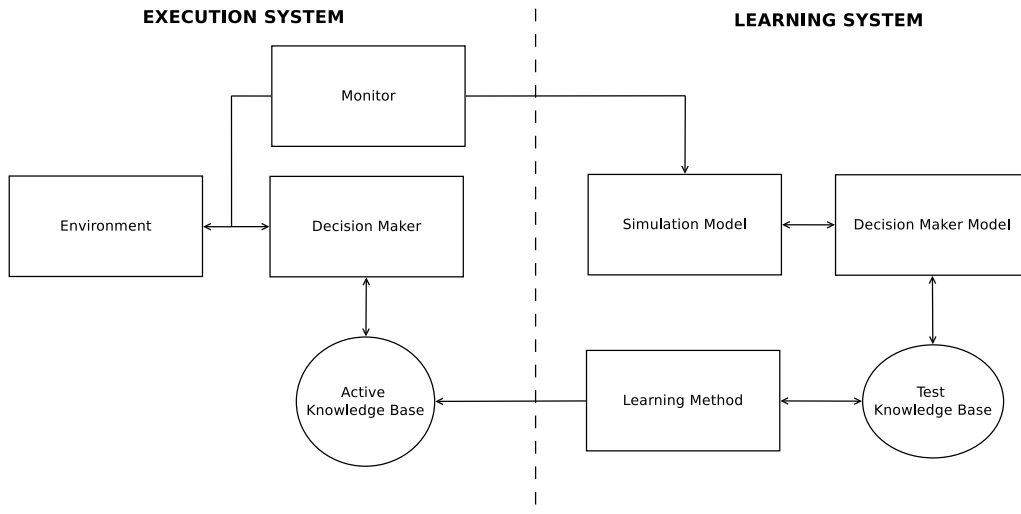 EXECUTION SYSTEM
LEARNING SYSTEM
Monitor
Environment
Decision Maker
Simulation Model
Decision Maker Model
Active
Knowledge Base
Learning Method
Test
Knowledge Base